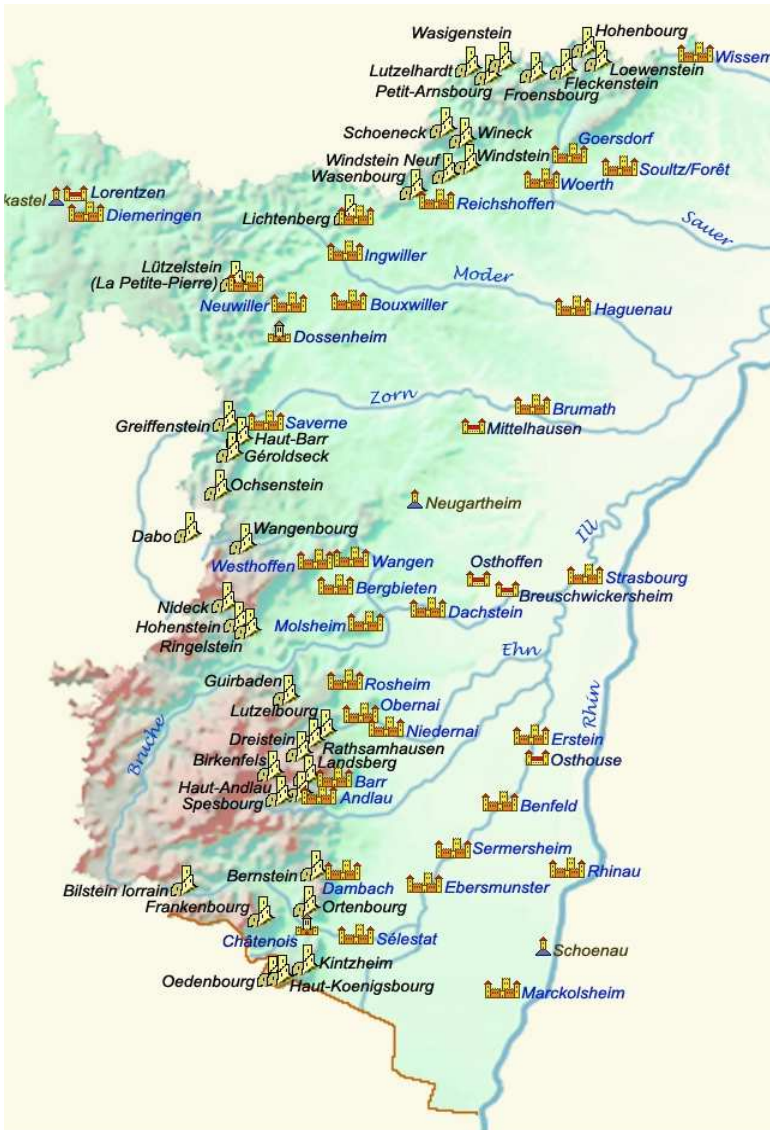 Hohenbourg
Wasigenstein
Wissem
Lutzelhardt
Loewenstein
Fleckenstein
Petit-Arnsbourg
Froensbourg
Schoeneck
Wineck
Goersdorf
Windstein Neuf
Windstein
Soultz/Forêt
Wasenbourg
Woerth
kastel
Lorentzen
Reichshoffen
Diemeringen
Lichtenberg
Sauer
Ingwiller
Lützelstein
(La Petite-Pierre)
Moder
Neuwiller
Bouxwiller
Haguenau
Dossenheim
Zorn
Brumath
Greiffenstein
Saverne
Mittelhausen
Haut-Barr
Géroldseck
Ochsenstein
Neugartheim
Dabo
Wangenbourg
Ill
Westhoffen
Wangen
Osthoffen
Strasbourg
Bergbieten
Breuschwickersheim
Nideck
Dachstein
Hohenstein
Molsheim
Ringelstein
Ehn
Guirbaden
Rosheim
Rhin
Lutzelbourg
Obernai
Niedernai
Bruche
Dreistein
Rathsamhausen
Erstein
Birkenfels
Landsberg
Osthouse
Haut-Andlau
Barr
Spesbourg
Andlau
Benfeld
Sermersheim
Bernstein
Rhinau
Bilstein lorrain
Dambach
Ebersmunster
Frankenbourg
Ortenbourg
Châtenois
Sélestat
Schoenau
Kintzheim
Oedenbourg
Haut-Koenigsbourg
Marckolsheim